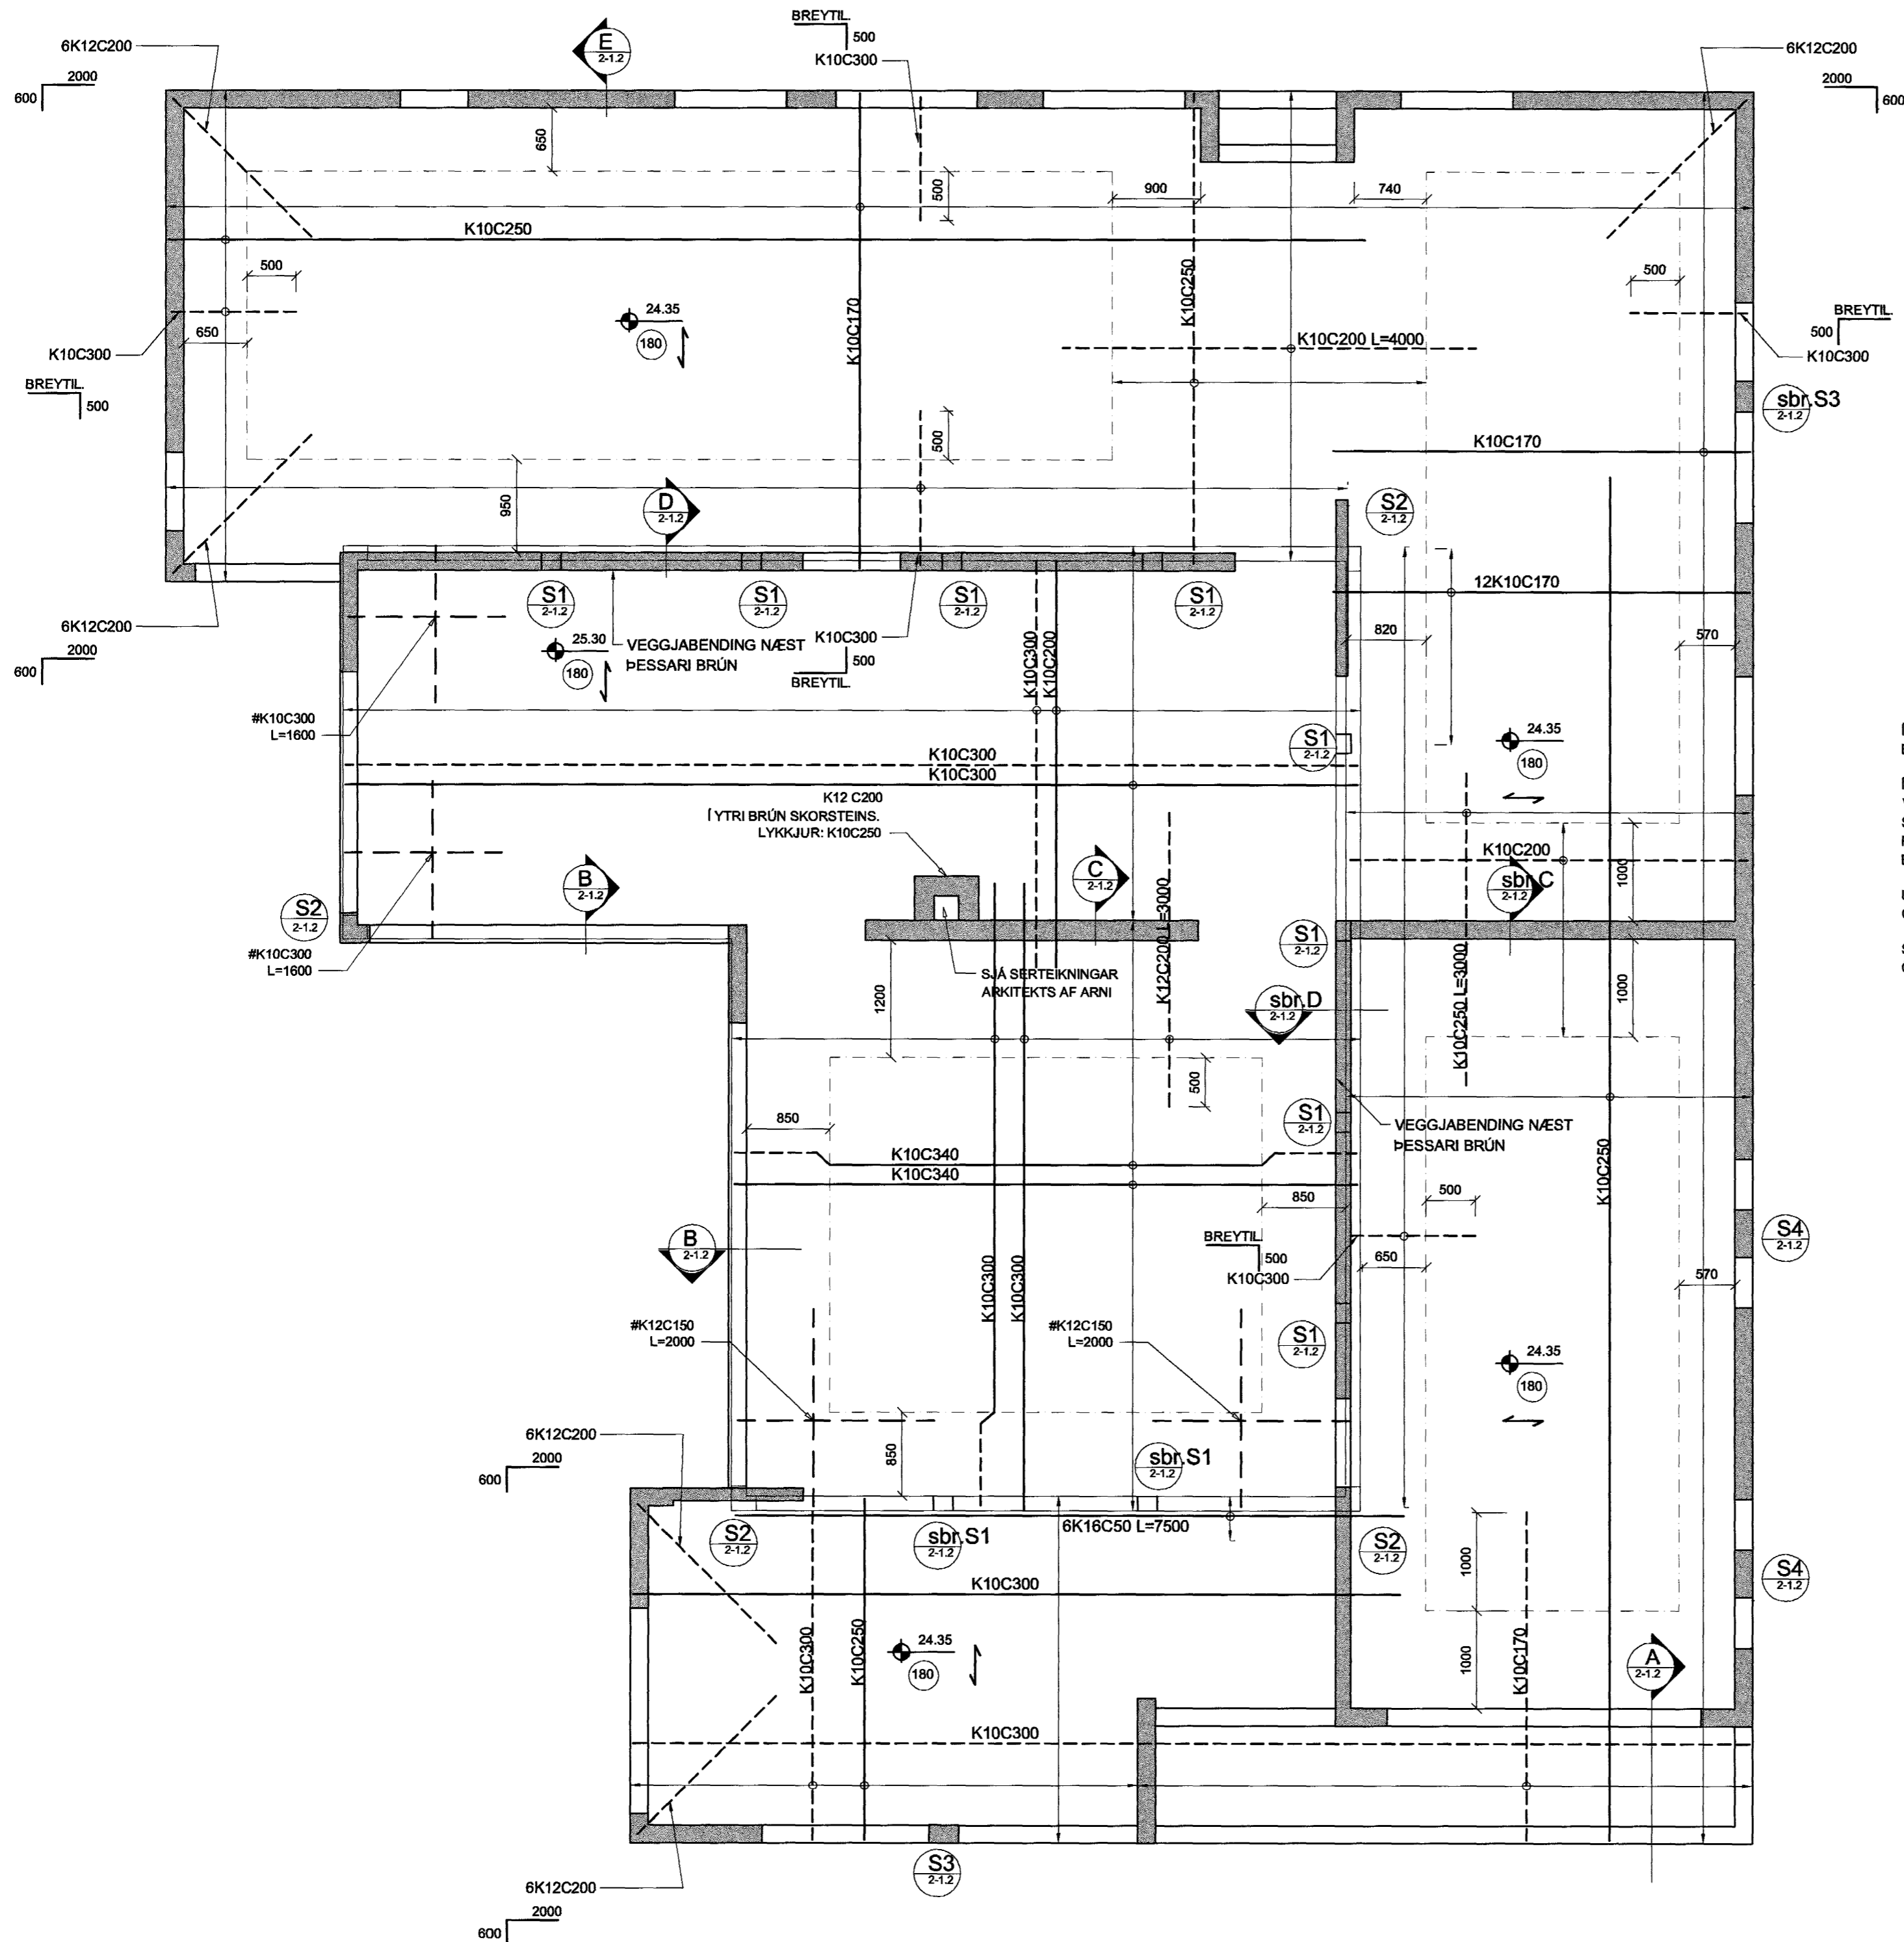 BREYTIL.
500
K10C300
6K12C200
2000
600
E
2-1.2
6K12C200
2000
600
650
500
900
740
K10C250
500
500
650
24.35
180
K10C170
K10C250
K10C200 L=4000
K10C300
BREYTIL.
500
BREYTIL.
500
K10C300
sbr.S3
2-1.2
K10C170
500
950
D
2-1.2
S2
2-1.2
6K12C200
2000
600
S1
2-1.2
S1
2-1.2
S1
2-1.2
S1
2-1.2
12K10C170
25.30
180
VEGGJABENDING NÆST
ÞESSARI BRÚN
K10C300
500
BREYTIL.
K10C300
K10C200
820
570
#K10C300
L=1600
S1
2-1.2
24.35
180
K10C300
K10C300
K12 C200
Í YTRI BRÚN SKORSTEINS.
LYKKJUR: K10C250
K10C200
1000
B
2-1.2
C
2-1.2
sbr.C
2-1.2
S2
2-1.2
K12C200 L=3000
S1
2-1.2
#K10C300
L=1600
SJÁ SÉRTEIKNINGAR
ARKITEKTS AF ARNI
1200
sbr.D
2-1.2
K10C250 L=3000
1000
500
850
S1
2-1.2
VEGGJABENDING NÆST
ÞESSARI BRÚN
K10C340
K10C340
K10C250
850
500
B
2-1.2
BREYTIL.
500
K10C300
650
570
S4
2-1.2
K10C300
K10C300
#K12C150
L=2000
#K12C150
L=2000
S1
2-1.2
24.35
180
6K12C200
2000
600
850
sbr.S1
2-1.2
6K16C50 L=7500
S2
2-1.2
sbr.S1
2-1.2
S2
2-1.2
1000
S4
2-1.2
K10C300
K10C300
K10C250
24.35
180
1000
K10C170
A
2-1.2
K10C300
S3
2-1.2
6K12C200
2000
600